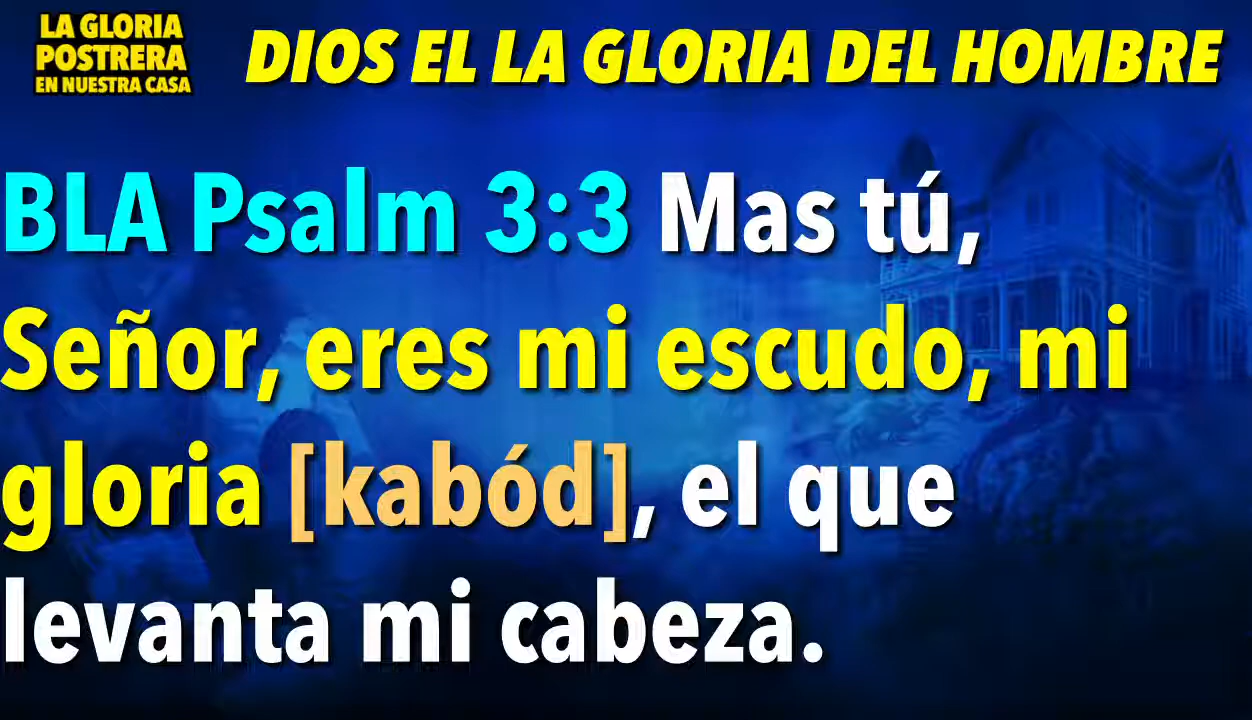 LA GLORIA
POSTRERA
EN NUESTRA CASA
DIOS EL LA GLORIA DEL HOMBRE
BLA Psalm 3:3 Mas tú,
Señor, eres mi escudo, mi
gloria [kabód], el que
levanta mi cabeza.